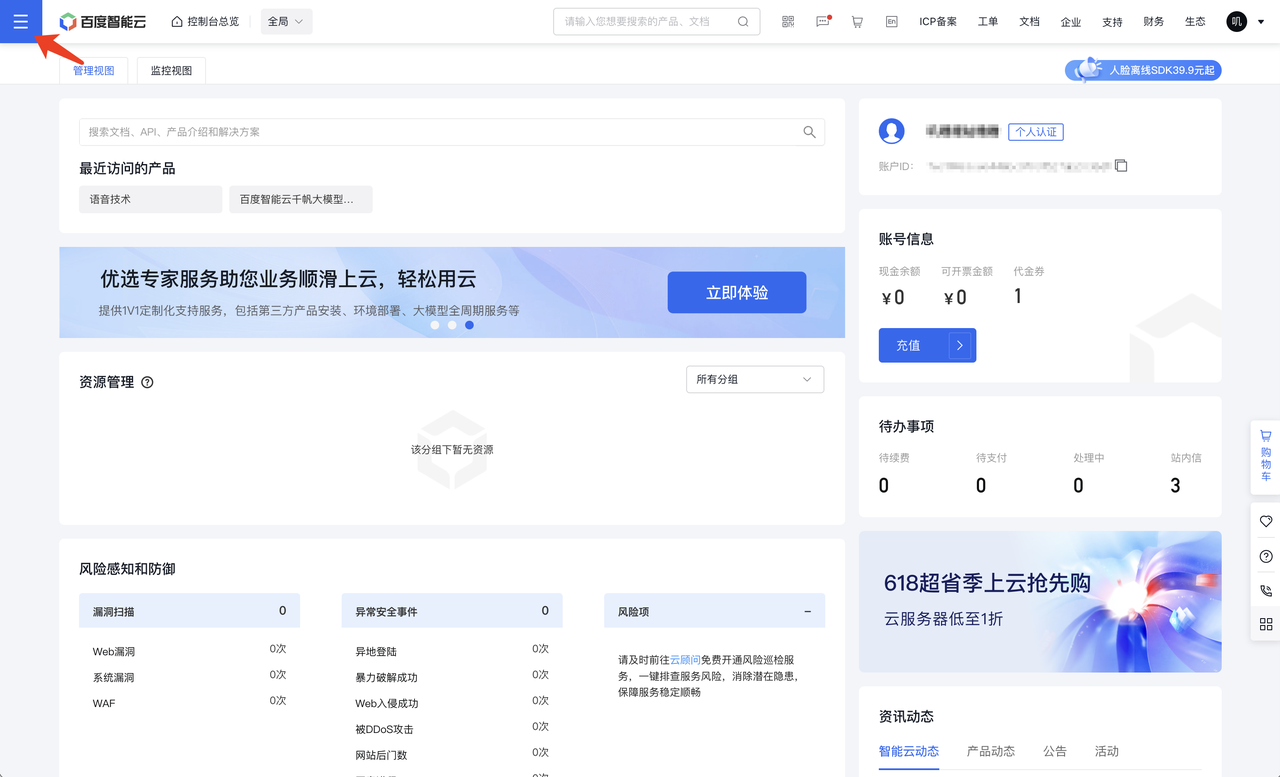 百度智能云
控制台总览
全局
请输入您想要搜索的产品、文档
En
ICP备案
工单
文档
企业
支持
财务
生态
叽
管理视图
监控视图
人脸离线SDK39.9元起
搜索文档、API、产品介绍和解决方案
最近访问的产品
语音技术
百度智能云千帆大模型...
优选专家服务助您业务顺滑上云，轻松用云
提供1V1定制化支持服务，包括第三方产品安装、环境部署、大模型全周期服务等
立即体验
资源管理
所有分组
该分组下暂无资源
风险感知和防御
漏洞扫描 0
Web漏洞 0次
系统漏洞 0次
WAF 0次
异常安全事件 0
异地登陆 0次
暴力破解成功 0次
Web入侵成功 0次
被DDoS攻击 0次
网站后门数 0次
风险项 –
请及时前往云顾问免费开通风险巡检服
务，一键排查服务风险，消除潜在隐患，
保障服务稳定顺畅
个人认证
账户ID：
账号信息
现金余额 可开票金额 代金券
¥0 ¥0 1
充值
待办事项
待续费 待支付 处理中 站内信
0 0 0 3
618超省季上云抢先购
云服务器低至1折
资讯动态
智能云动态 产品动态 公告 活动
购
物
车